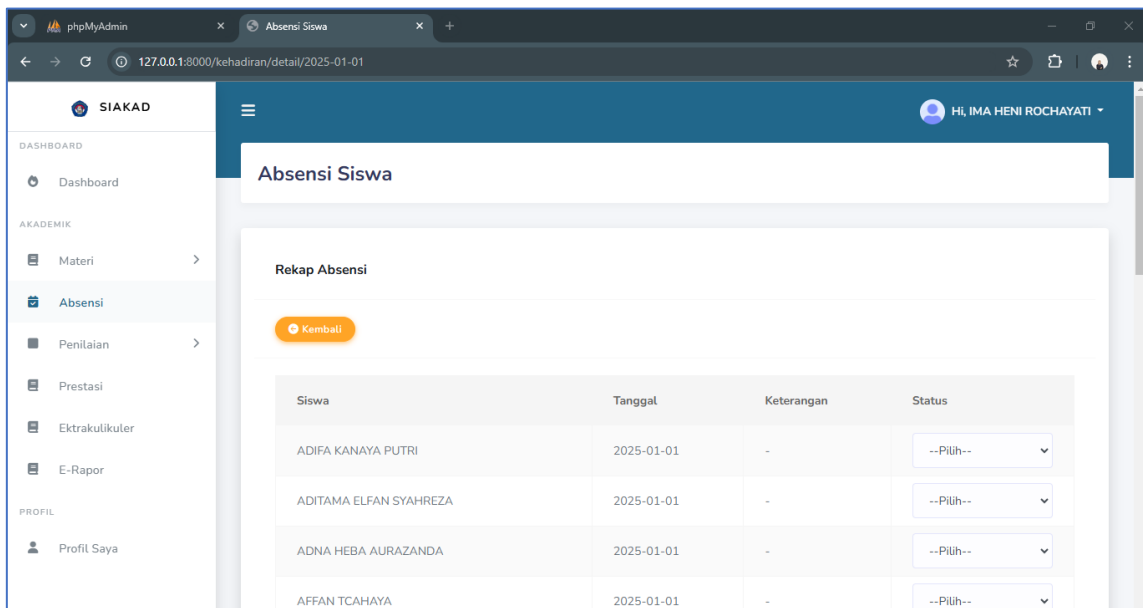 phpMyAdmin
Absensi Siswa
127.0.0.1:8000/kehadiran/detail/2025-01-01
SIAKAD
Hi, IMA HENI ROCHAYATI
DASHBOARD
Dashboard
AKADEMIK
Materi
Absensi
Penilaian
Prestasi
Ektrakulikuler
E-Rapor
PROFIL
Profil Saya
Absensi Siswa
Rekap Absensi
Kembali
Siswa Tanggal Keterangan Status
ADIFA KANAYA PUTRI 2025-01-01 - --Pilih--
ADITAMA ELFAN SYAHREZA 2025-01-01 - --Pilih--
ADNA HEBA AURAZANDA 2025-01-01 - --Pilih--
AFFAN TCAHAYA 2025-01-01 - --Pilih--